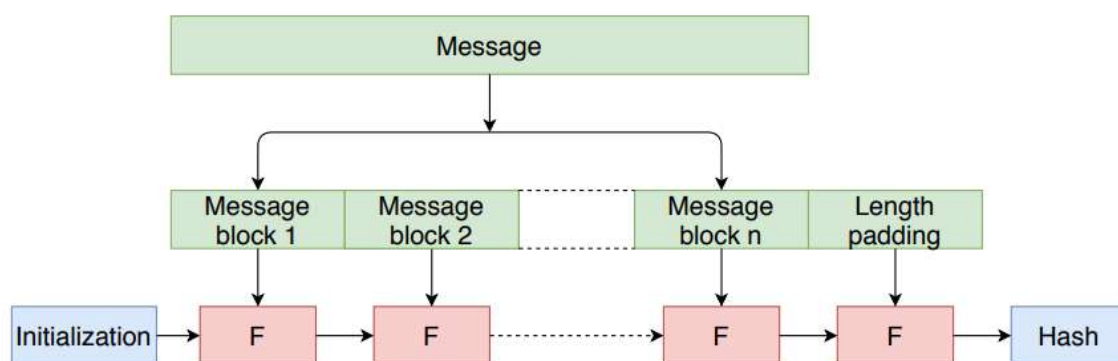 Message
Message
block 1
Message
block 2
Message
block n
Length
padding
Initialization
F
F
F
F
Hash